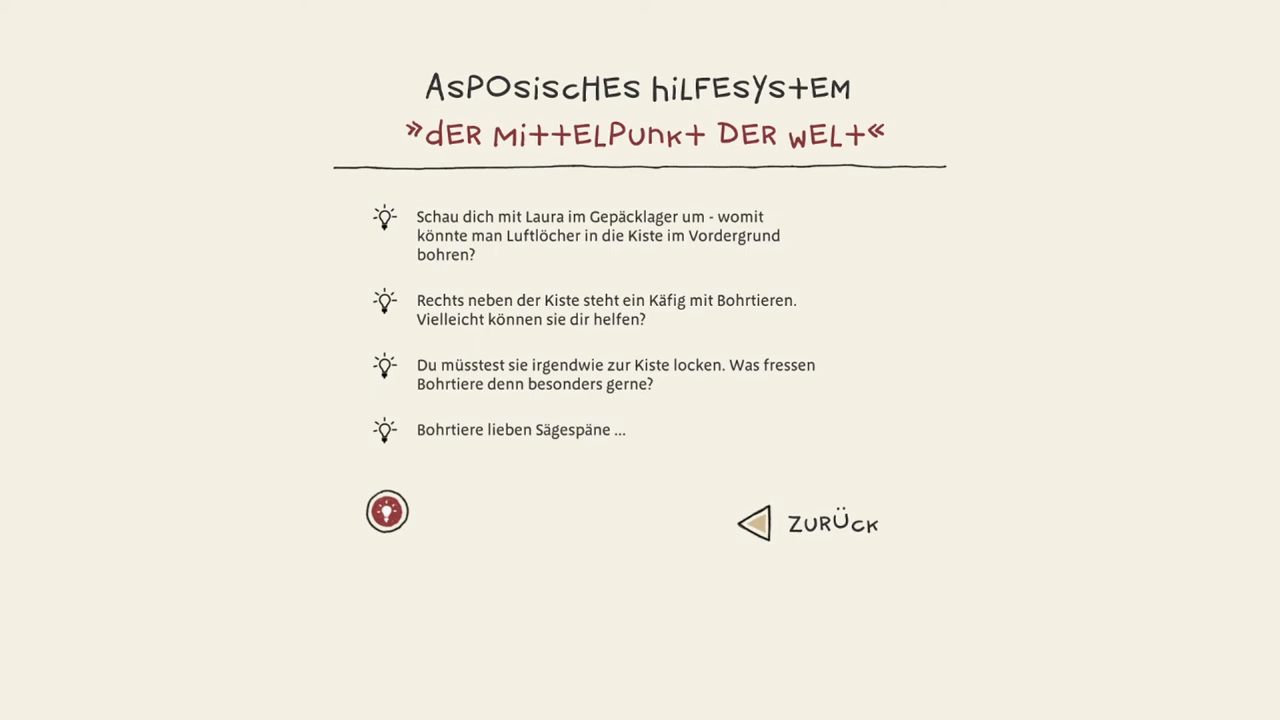 Asposisches Hilfesystem
»Der Mittelpunkt der Welt«
Schau dich mit Laura im Gepäcklager um - womit
könnte man Luftlöcher in die Kiste im Vordergrund
bohren?
Rechts neben der Kiste steht ein Käfig mit Bohrtieren.
Vielleicht können sie dir helfen?
Du müsstest sie irgendwie zur Kiste locken. Was fressen
Bohrtiere denn besonders gerne?
Bohrtiere lieben Sägespäne ...
Zurück